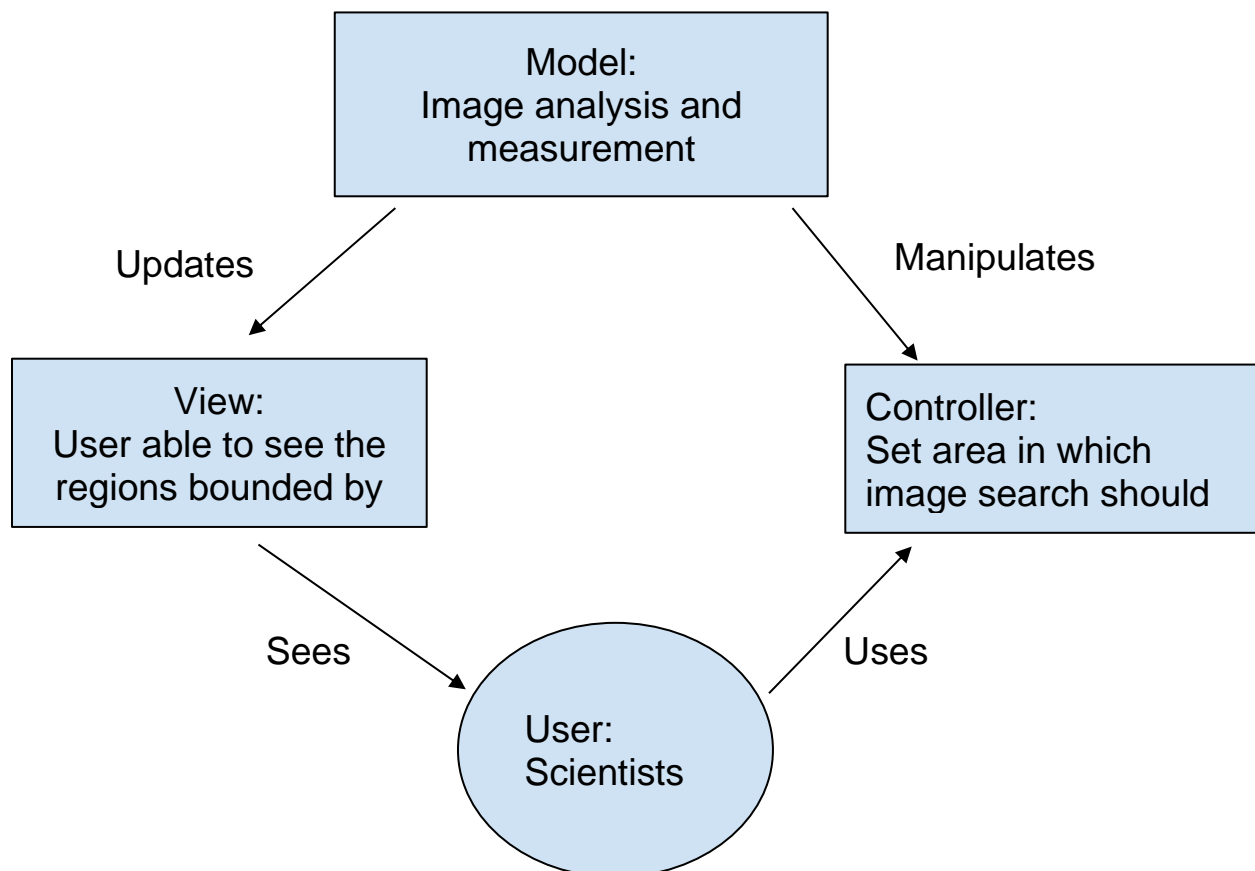 Model:
Image analysis and
measurement
Updates
Manipulates
View:
User able to see the
regions bounded by
Controller:
Set area in which
image search should
Sees
Uses
User:
Scientists